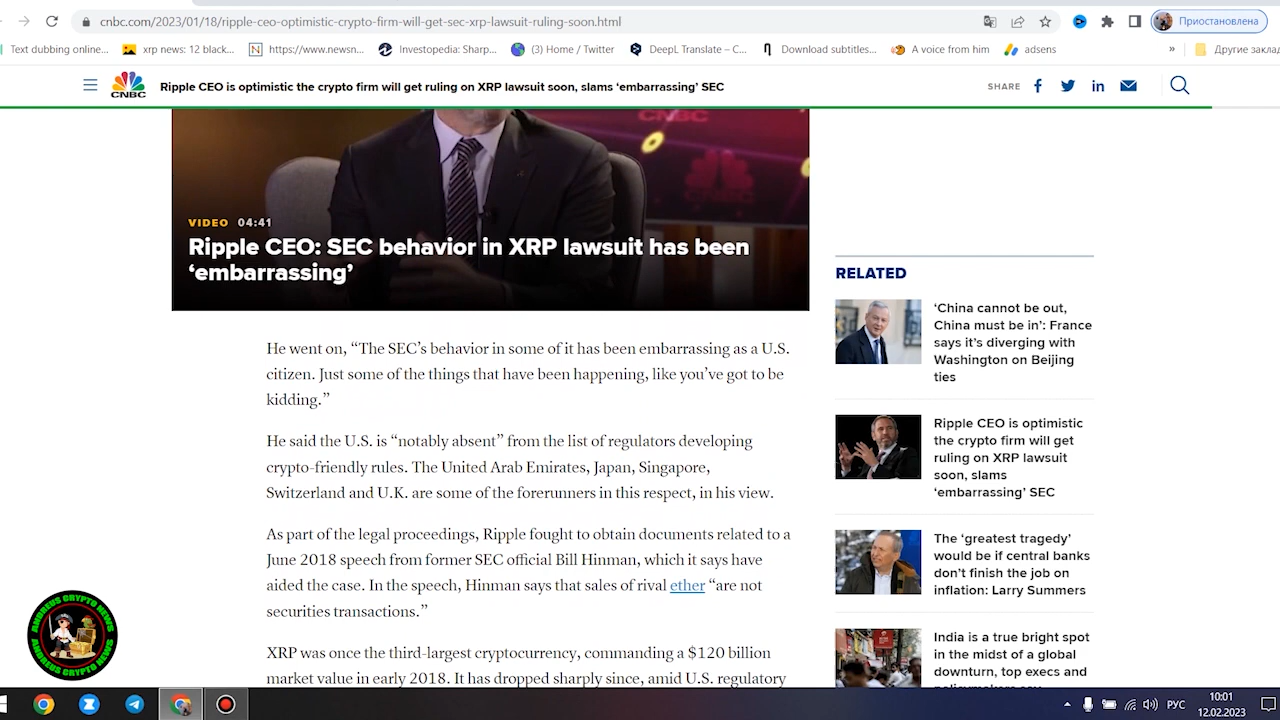 cnbc.com/2023/01/18/ripple-ceo-optimistic-crypto-firm-will-get-sec-xrp-lawsuit-ruling-soon.html
Приостановлена
Text dubbing online...
xrp news: 12 black...
https://www.newsn...
Investopedia: Sharp...
(3) Home / Twitter
DeepL Translate – C...
Download subtitles...
A voice from him
adsens
»
Другие закла
CNBC
Ripple CEO is optimistic the crypto firm will get ruling on XRP lawsuit soon, slams ‘embarrassing’ SEC
SHARE
CNBC
VIDEO 04:41
Ripple CEO: SEC behavior in XRP lawsuit has been
‘embarrassing’
He went on, “The SEC’s behavior in some of it has been embarrassing as a U.S.
citizen. Just some of the things that have been happening, like you’ve got to be
kidding.”
He said the U.S. is “notably absent” from the list of regulators developing
crypto-friendly rules. The United Arab Emirates, Japan, Singapore,
Switzerland and U.K. are some of the forerunners in this respect, in his view.
As part of the legal proceedings, Ripple fought to obtain documents related to a
June 2018 speech from former SEC official Bill Hinman, which it says have
aided the case. In the speech, Hinman says that sales of rival ether “are not
securities transactions.”
XRP was once the third-largest cryptocurrency, commanding a $120 billion
market value in early 2018. It has dropped sharply since, amid U.S. regulatory
RELATED
‘China cannot be out,
China must be in’: France
says it’s diverging with
Washington on Beijing
ties
Ripple CEO is optimistic
the crypto firm will get
ruling on XRP lawsuit
soon, slams
‘embarrassing’ SEC
The ‘greatest tragedy’
would be if central banks
don’t finish the job on
inflation: Larry Summers
India is a true bright spot
in the midst of a global
downturn, top execs and
ANDREUS CRYPTO NEWS
ANDREUS CRYPTO NEWS
РУС
10:01
12.02.2023